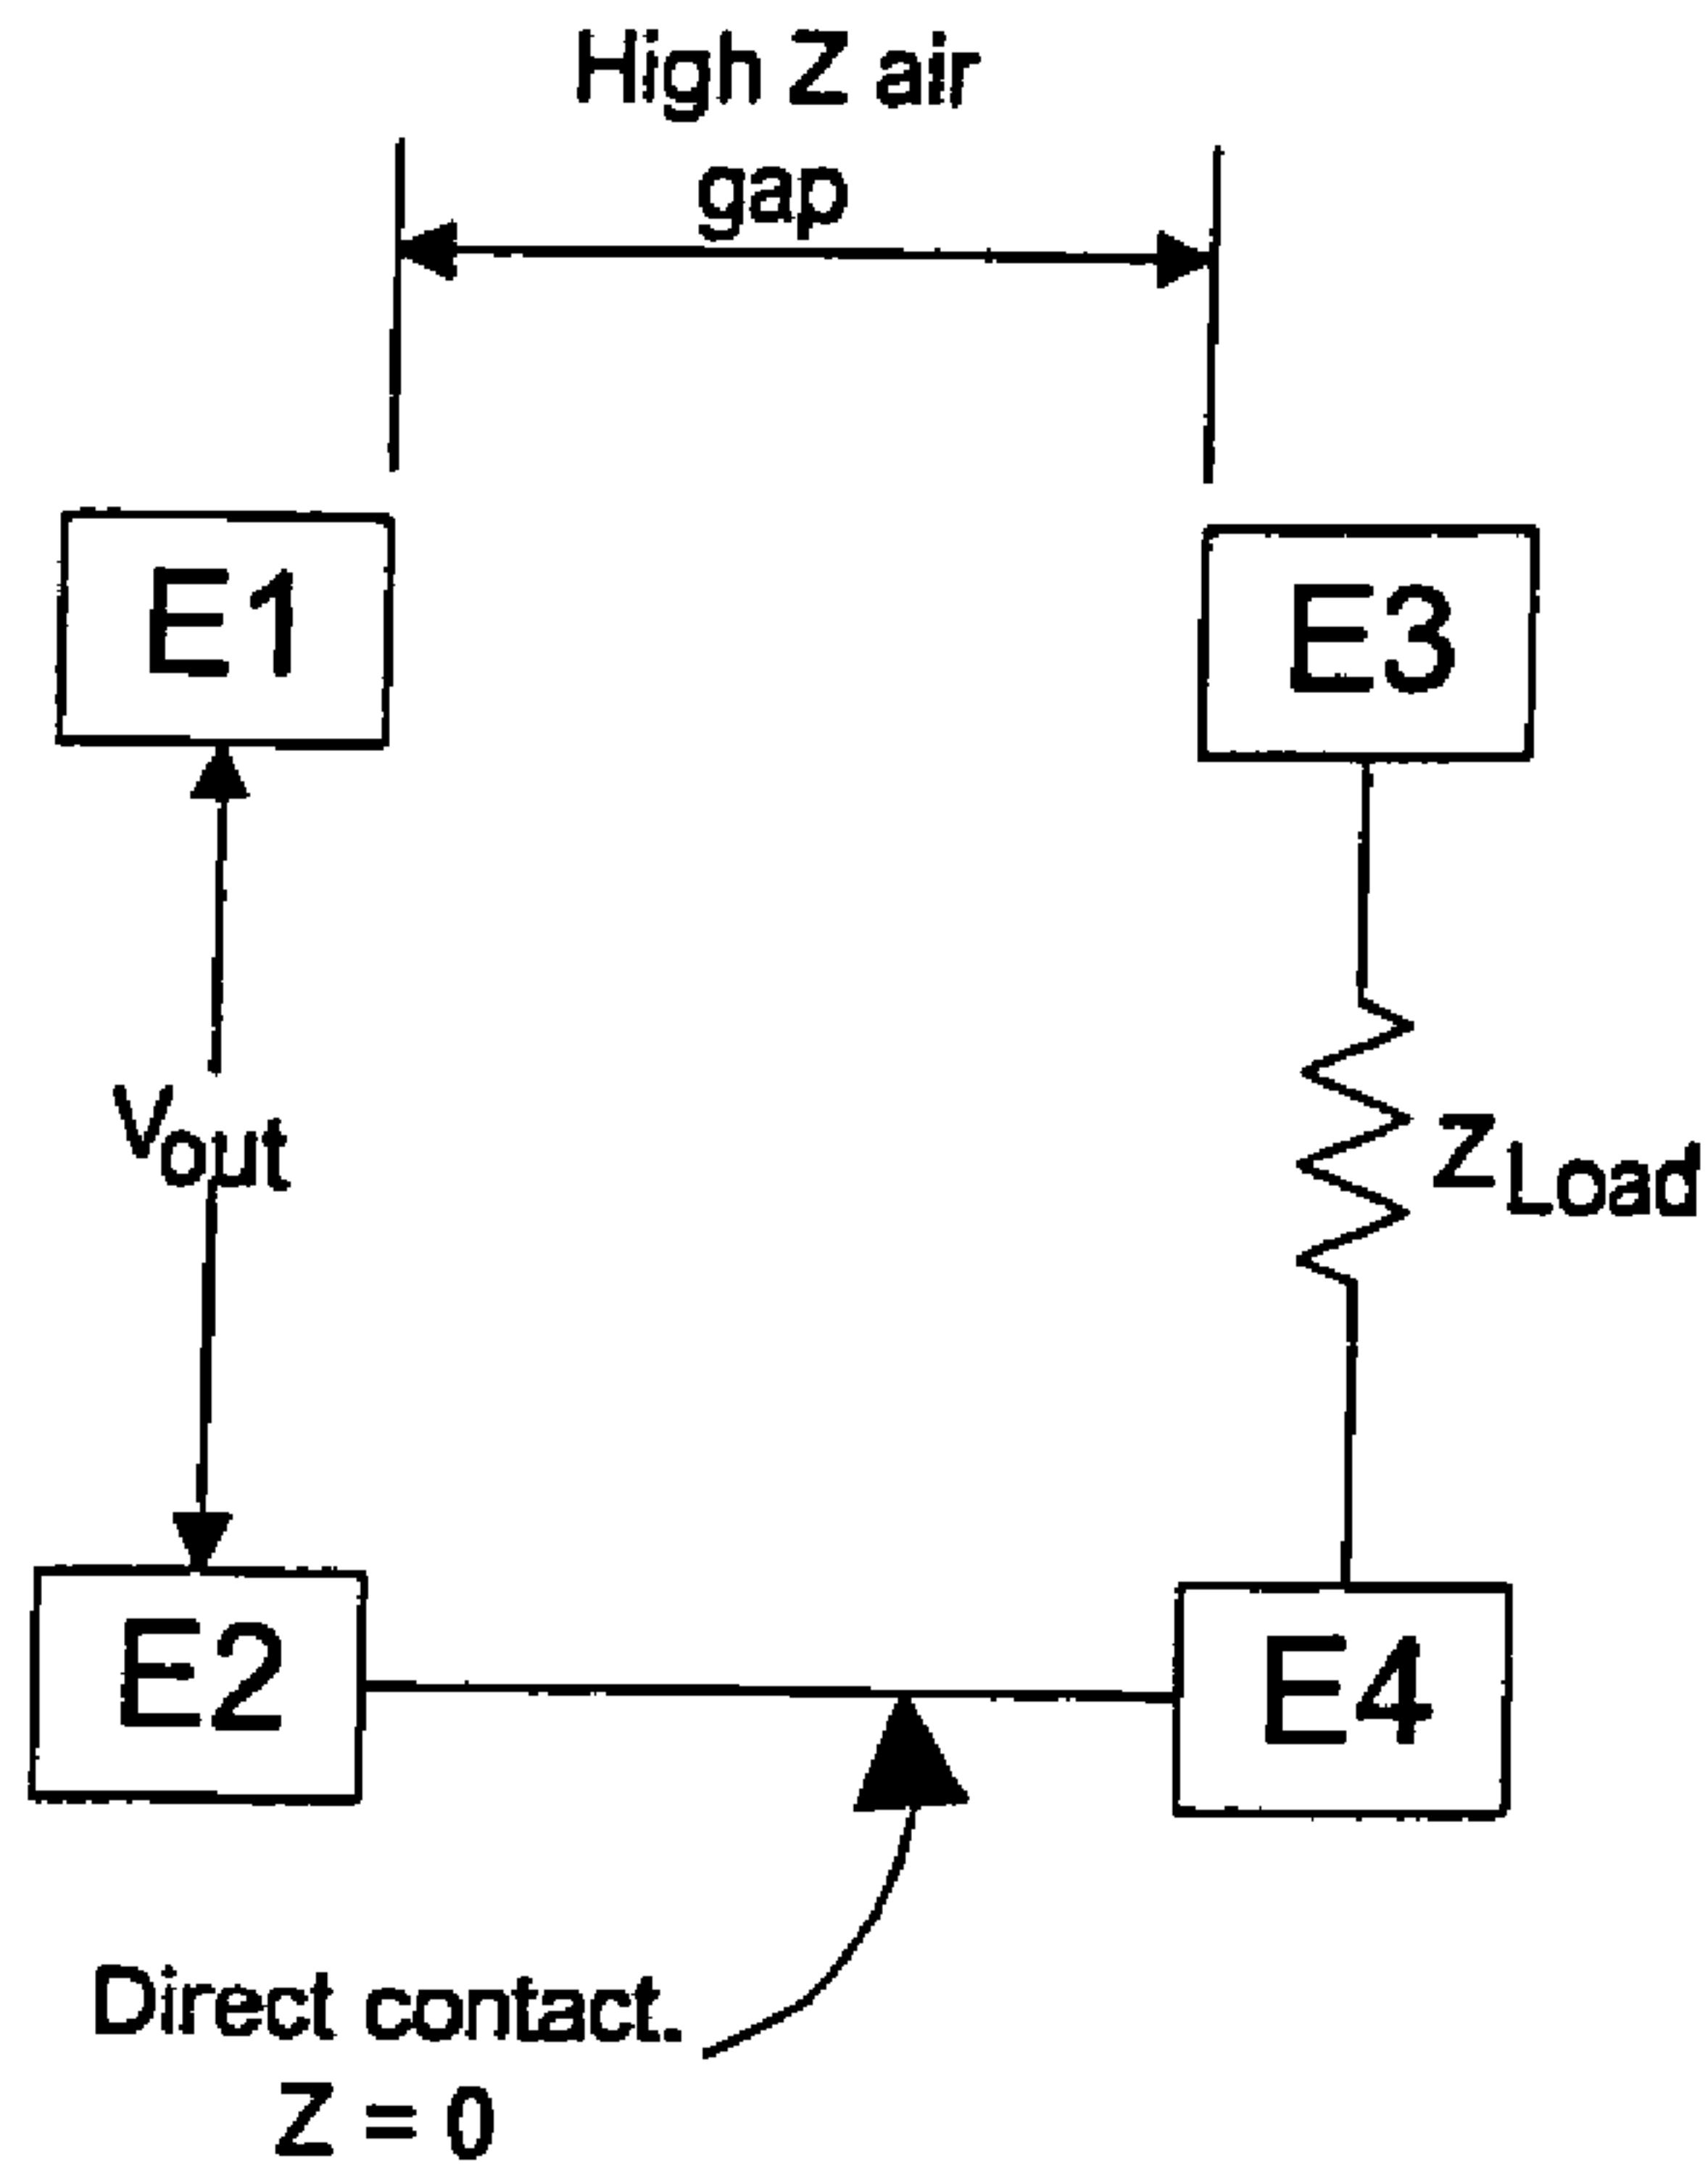 High Z air
gap
E1
E3
Vout
ZLoad
E2
E4
Direct contact.
Z = 0